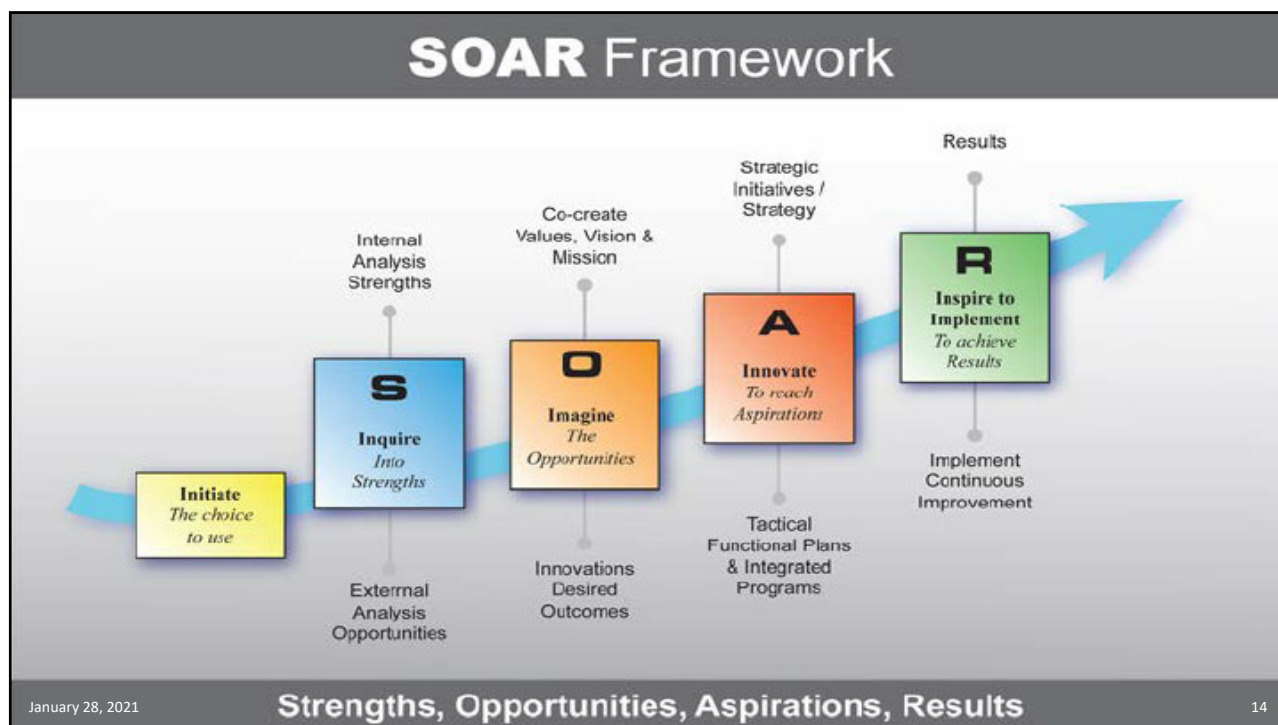 SOAR Framework
Initiate
The choice
to use
Internal
Analysis
Strengths
S
Inquire
Into
Strengths
External
Analysis
Opportunities
Co-create
Values, Vision &
Mission
O
Imagine
The
Opportunities
Innovations
Desired
Outcomes
Strategic
Initiatives /
Strategy
A
Innovate
To reach
Aspirations
Tactical
Functional Plans
& Integrated
Programs
Results
R
Inspire to
Implement
To achieve
Results
Implement
Continuous
Improvement
January 28, 2021
Strengths, Opportunities, Aspirations, Results
14